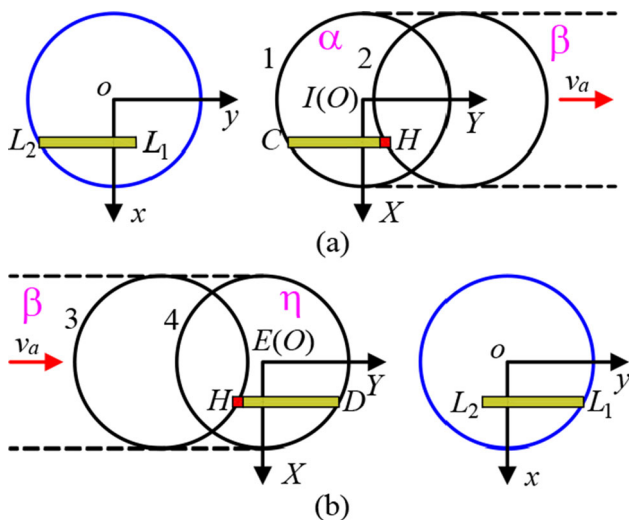 α β
1 2
o I(O) vₐ
y Y
L₂ L₁ C H
x X
(a)
β η
3 4
vₐ E(O) o
Y y
H D L₂ L₁
X x
(b)